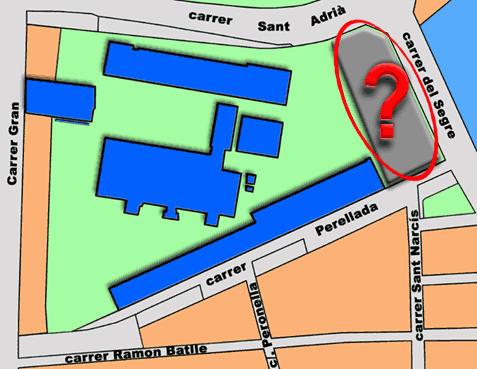 carrer Sant Adrià
carrer del Segre
?
Carrer Gran
Perellada
carrer
carrer Sant Narcís
c. Peronella
carrer Ramon Batlle